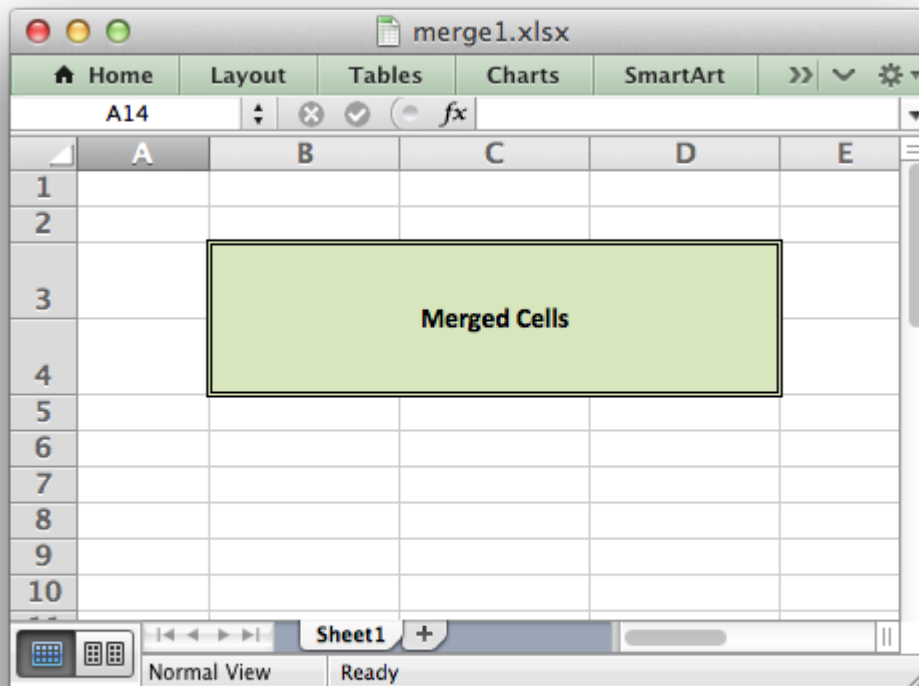 merge1.xlsx
Home Layout Tables Charts SmartArt
A14 fx
A B C D E
1
2
3
Merged Cells
4
5
6
7
8
9
10
Sheet1
Normal View Ready